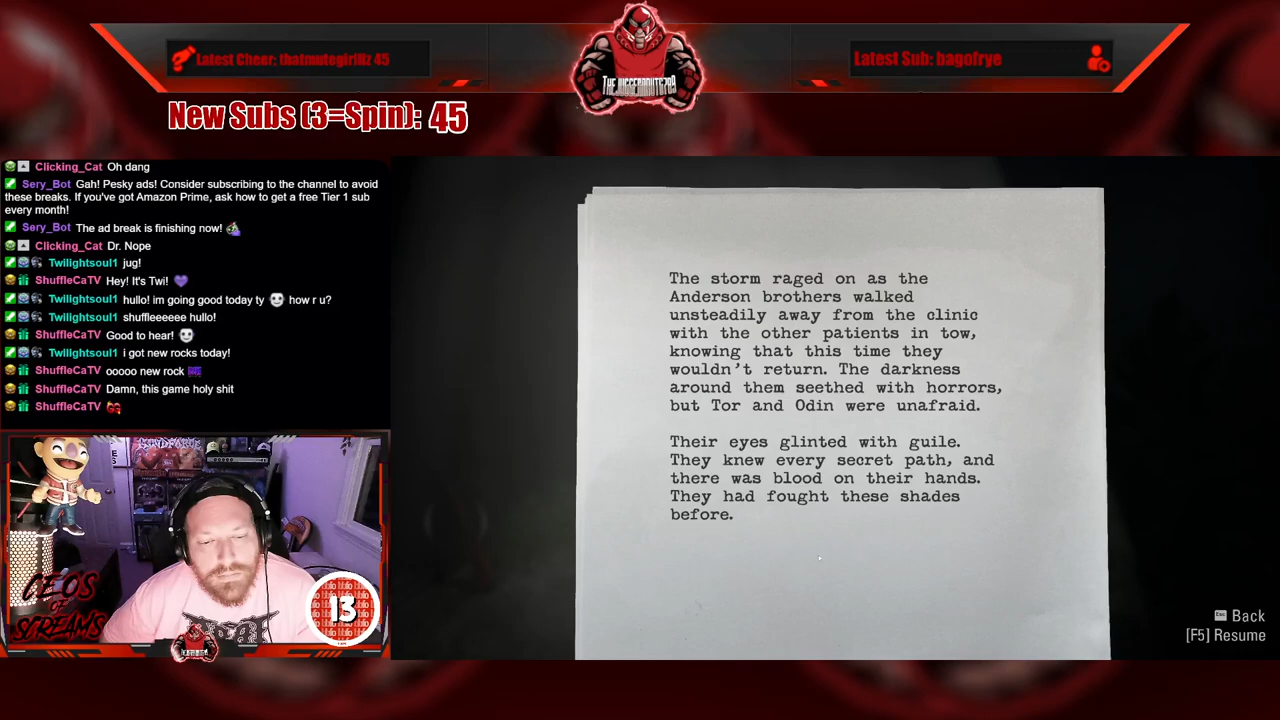 Latest Cheer: thatmutegirlliz 45
THEJUGGERNAUT6789
Latest Sub: bagofrye
New Subs (3=Spin): 45
Clicking_Cat Oh dang
Sery_Bot Gah! Pesky ads! Consider subscribing to the channel to avoid
these breaks. If you've got Amazon Prime, ask how to get a free Tier 1 sub
every month!
Sery_Bot The ad break is finishing now!
Clicking_Cat Dr. Nope
Twilightsoul1 jug!
ShuffleCaTV Hey! It's Twi!
Twilightsoul1 hullo! im going good today ty how r u?
Twilightsoul1 shuffleeeeee hullo!
ShuffleCaTV Good to hear!
Twilightsoul1 i got new rocks today!
ShuffleCaTV ooooo new rock
ShuffleCaTV Damn, this game holy shit
ShuffleCaTV
The storm raged on as the
Anderson brothers walked
unsteadily away from the clinic
with the other patients in tow,
knowing that this time they
wouldn't return. The darkness
around them seethed with horrors,
but Tor and Odin were unafraid.
Their eyes glinted with guile.
They knew every secret path, and
there was blood on their hands.
They had fought these shades
before.
CEO'S
OF
SCREAMS
13
Esc Back
[F5] Resume